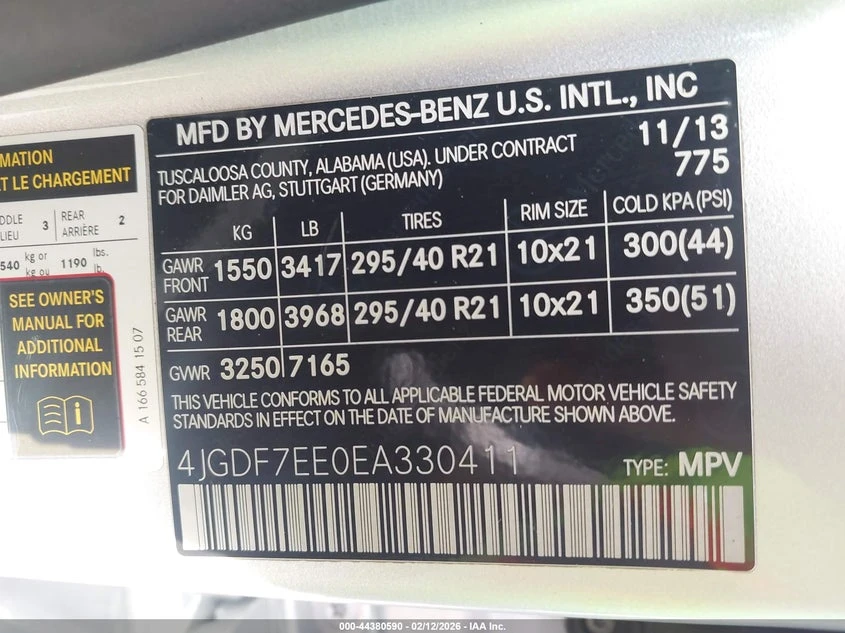 MATION
T LE CHARGEMENT
DDLE
LIEU
3
REAR
ARRIÈRE
2
540 kg or
kg ou
1190 lbs.
lb.
SEE OWNER'S
MANUAL FOR
ADDITIONAL
INFORMATION
A 166 584 15 07
MFD BY MERCEDES-BENZ U.S. INTL., INC
TUSCALOOSA COUNTY, ALABAMA (USA). UNDER CONTRACT
FOR DAIMLER AG, STUTTGART (GERMANY)
11/13
775
KG LB TIRES RIM SIZE COLD KPA (PSI)
GAWR FRONT 1550 3417 295/40 R21 10x21 300(44)
GAWR REAR 1800 3968 295/40 R21 10x21 350(51)
GVWR 3250 7165
THIS VEHICLE CONFORMS TO ALL APPLICABLE FEDERAL MOTOR VEHICLE SAFETY
STANDARDS IN EFFECT ON THE DATE OF MANUFACTURE SHOWN ABOVE.
4JGDF7EE0EA330411 TYPE: MPV
000-44380590 - 02/12/2026 - IAA Inc.